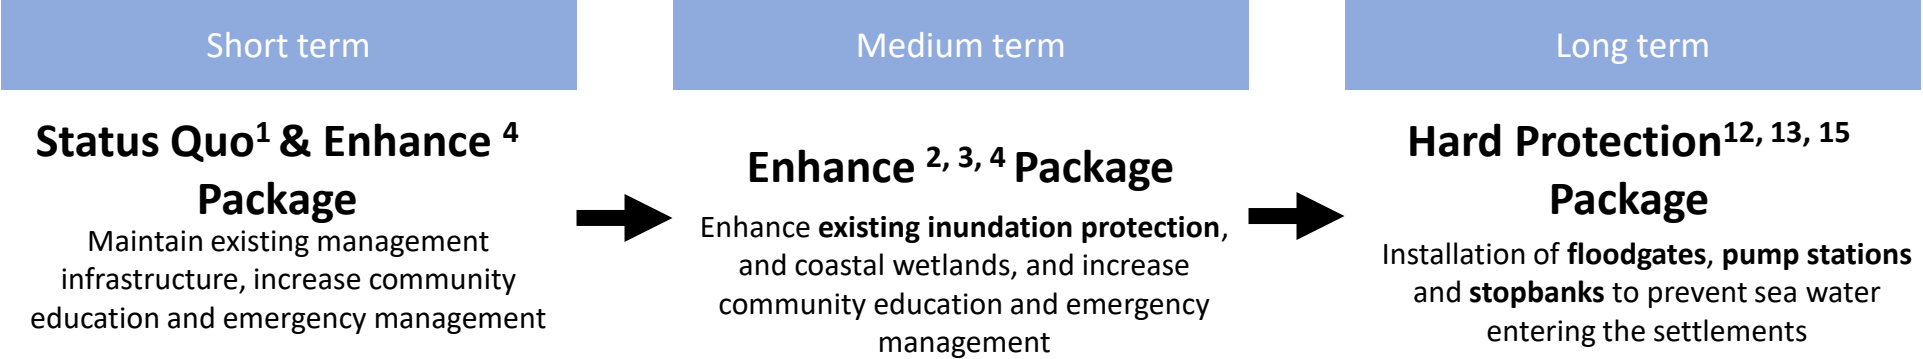 Short term
Status Quo¹ & Enhance ⁴
Package
Maintain existing management
infrastructure, increase community
education and emergency management
Medium term
Enhance ², ³, ⁴ Package
Enhance existing inundation protection,
and coastal wetlands, and increase
community education and emergency
management
Long term
Hard Protection¹², ¹³, ¹⁵
Package
Installation of floodgates, pump stations
and stopbanks to prevent sea water
entering the settlements